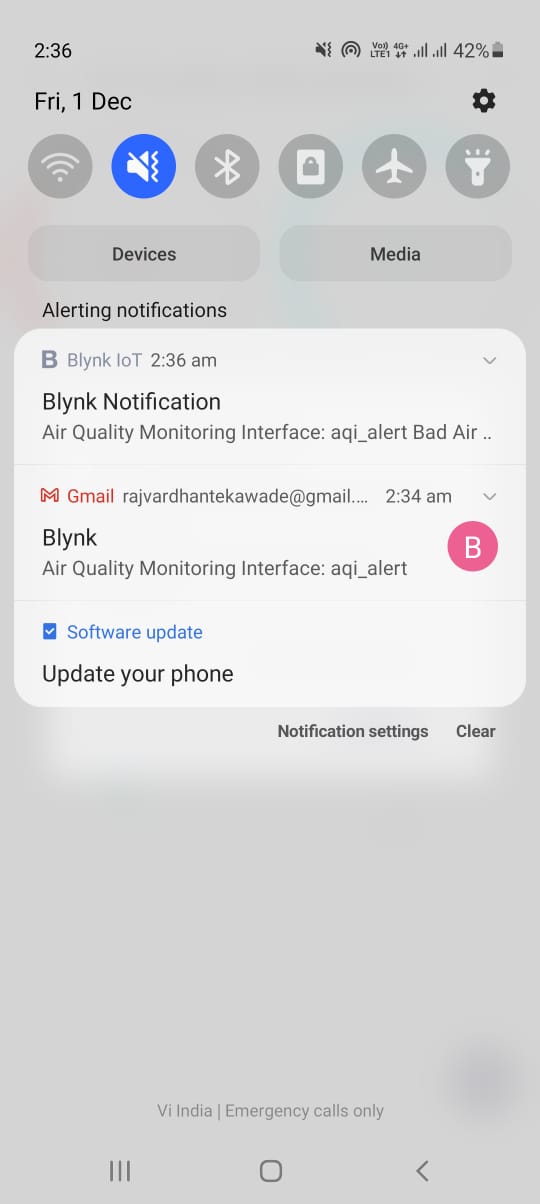 2:36 Vo)) LTE1 4G+ 42%
Fri, 1 Dec
Devices Media
Alerting notifications
B Blynk IoT 2:36 am
Blynk Notification
Air Quality Monitoring Interface: aqi_alert Bad Air ..
Gmail rajvardhantekawade@gmail.... 2:34 am
Blynk
B
Air Quality Monitoring Interface: aqi_alert
Software update
Update your phone
Notification settings Clear
Vi India | Emergency calls only